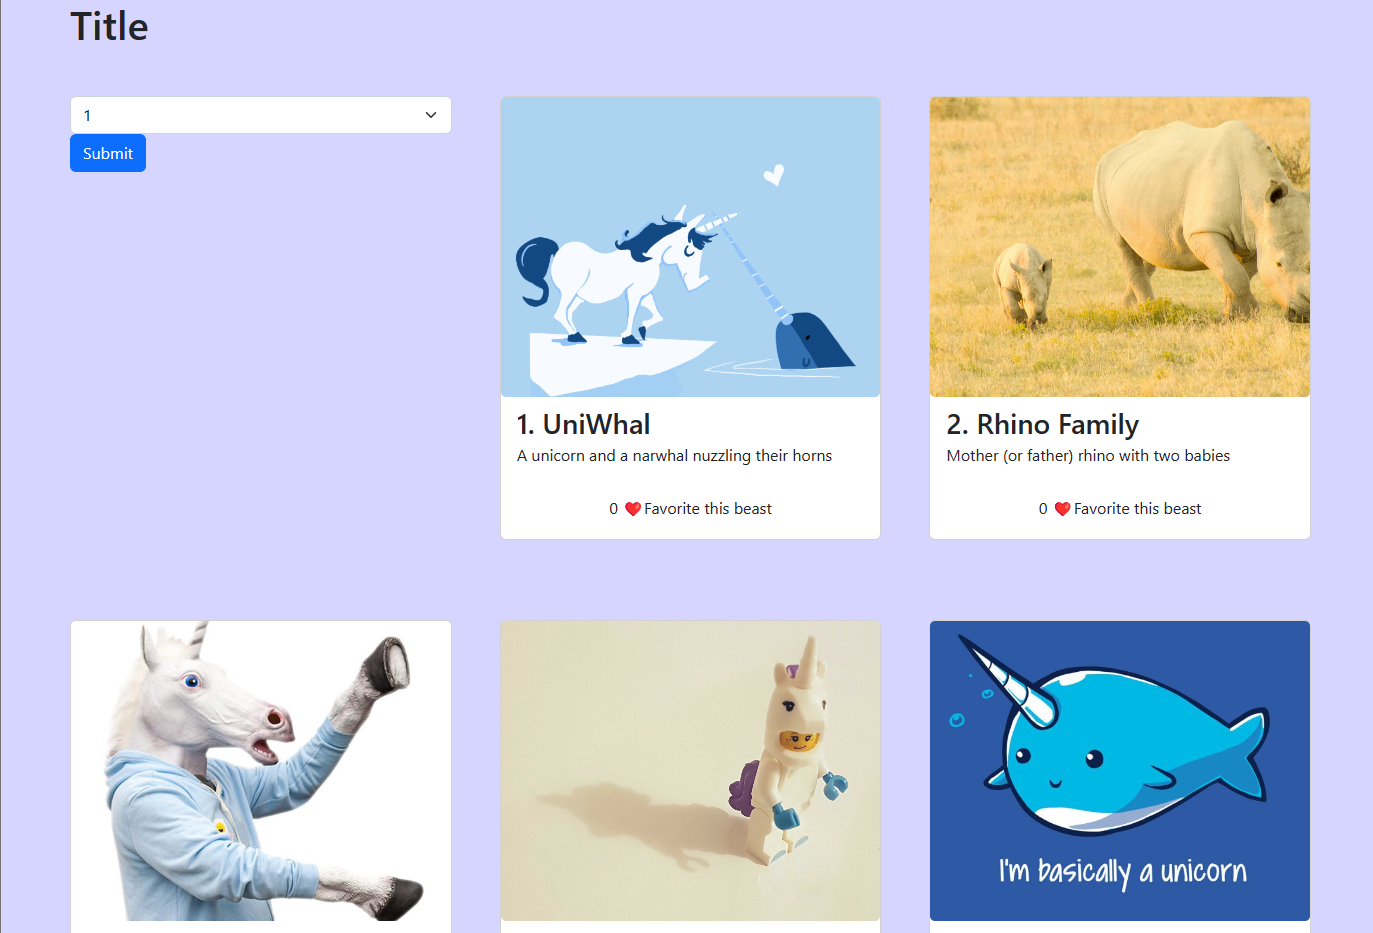 Title
1
Submit
1. UniWhal
A unicorn and a narwhal nuzzling their horns
0 ❤️ Favorite this beast
2. Rhino Family
Mother (or father) rhino with two babies
0 ❤️ Favorite this beast
I'm basically a unicorn